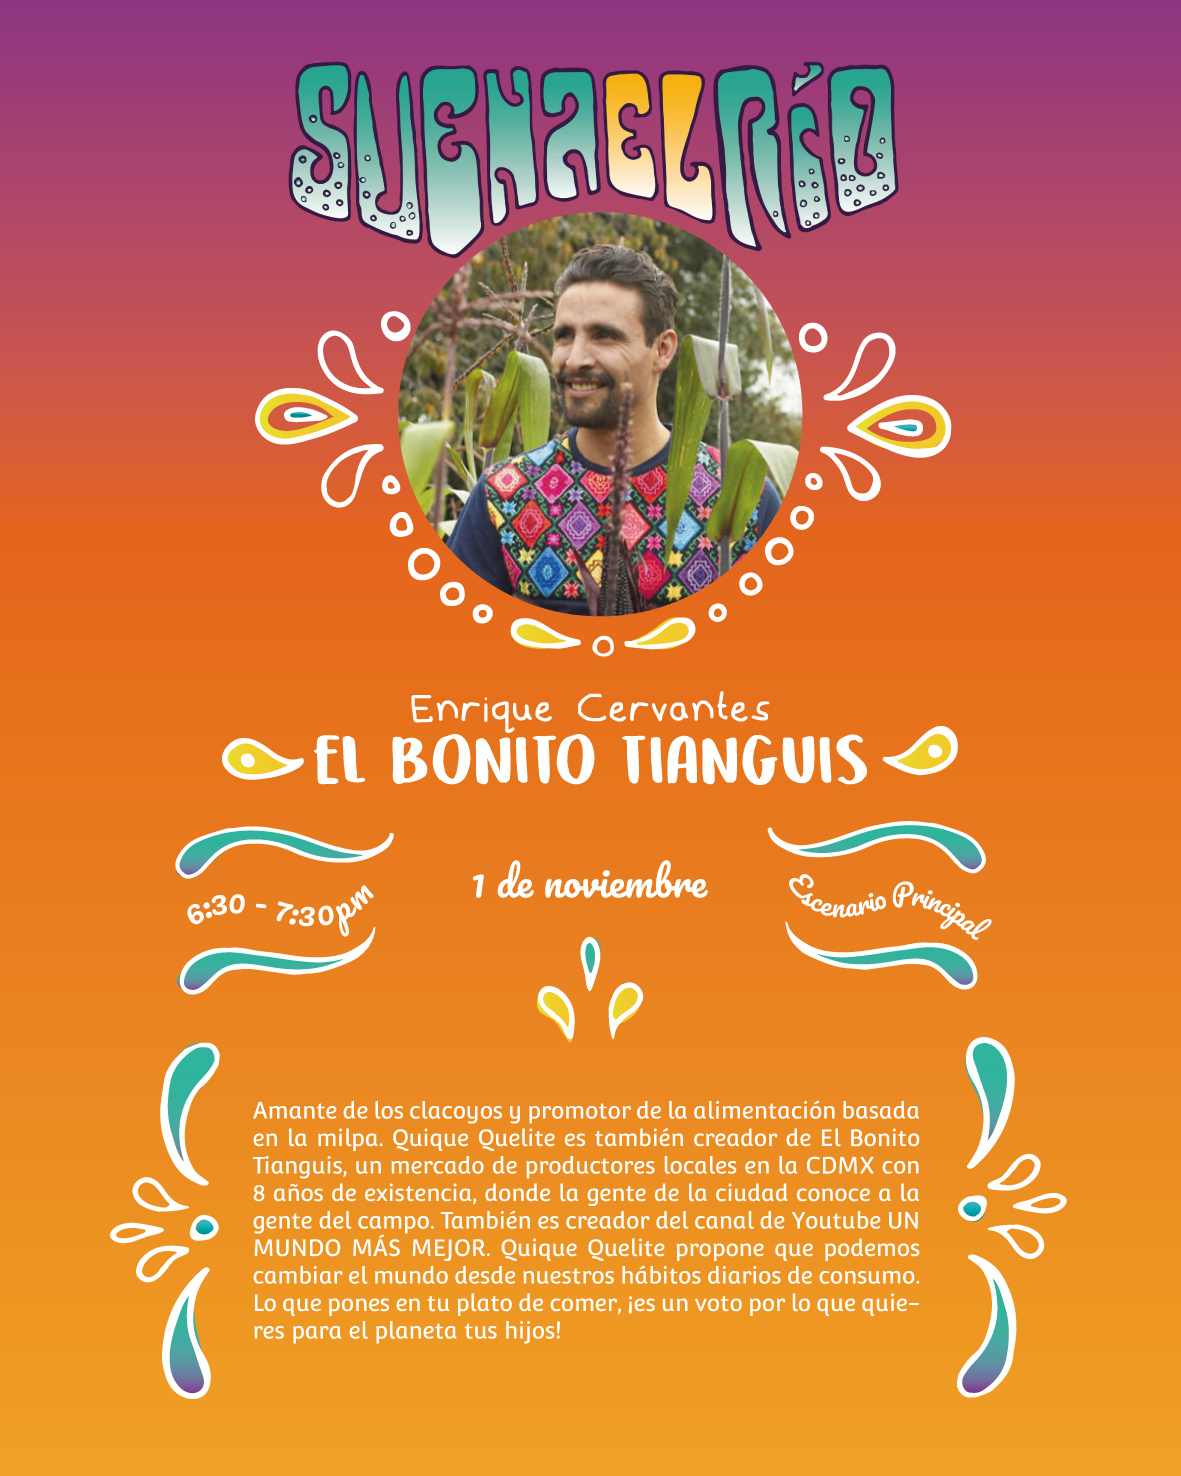 SUENAELRÍO
Enrique Cervantes
EL BONITO TIANGUIS
6:30 - 7:30pm
1 de noviembre
Escenario Principal
Amante de los clacoyos y promotor de la alimentación basada
en la milpa. Quique Quelite es también creador de El Bonito
Tianguis, un mercado de productores locales en la CDMX con
8 años de existencia, donde la gente de la ciudad conoce a la
gente del campo. También es creador del canal de Youtube UN
MUNDO MÁS MEJOR. Quique Quelite propone que podemos
cambiar el mundo desde nuestros hábitos diarios de consumo.
Lo que pones en tu plato de comer, ¡es un voto por lo que quie-
res para el planeta tus hijos!